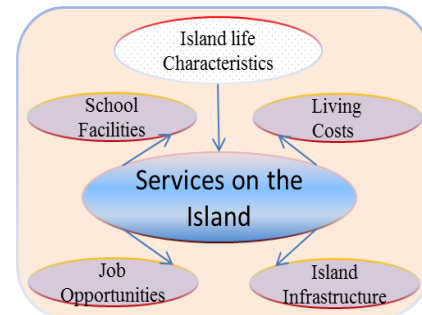 Island life
Characteristics
School
Facilities
Living
Costs
Services on the
Island
Job
Opportunities
Island
Infrastructure